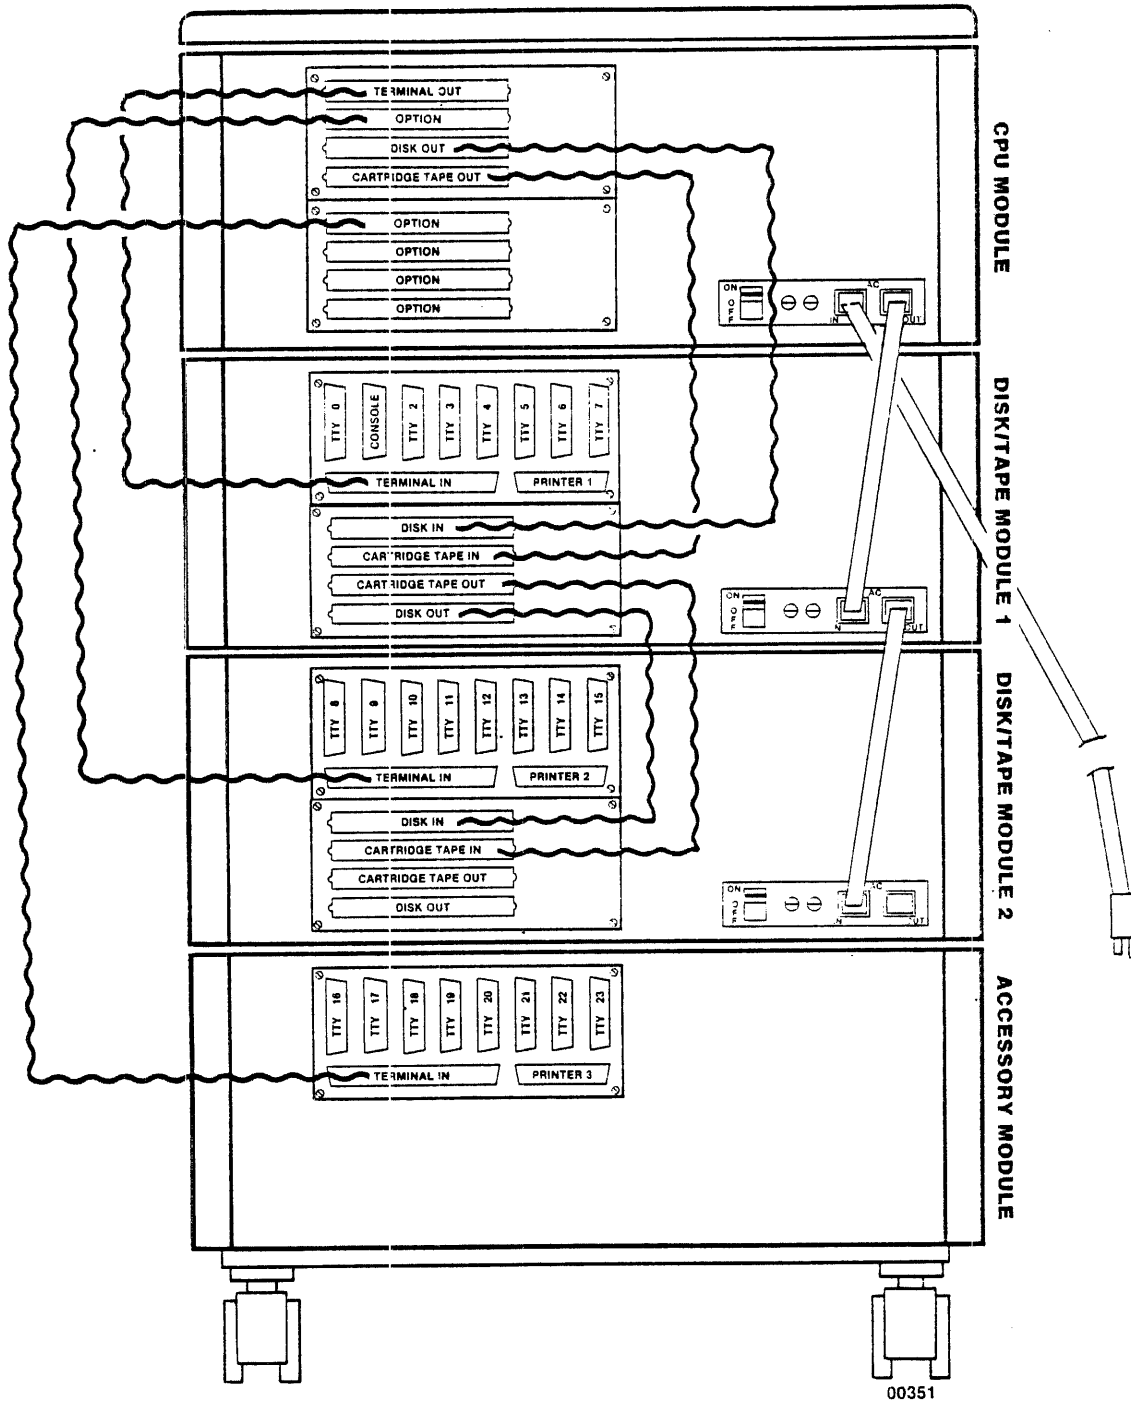 TERMINAL OUT
OPTION
DISK OUT
CARTRIDGE TAPE OUT
OPTION
OPTION
OPTION
OPTION
ON
OFF
AC
IN
OUT
CPU MODULE
TTY 0
CONSOLE
TTY 2
TTY 3
TTY 4
TTY 5
TTY 6
TTY 7
TERMINAL IN
PRINTER 1
DISK IN
CARTRIDGE TAPE IN
CARTRIDGE TAPE OUT
DISK OUT
ON
OFF
AC
IN
OUT
DISK/TAPE MODULE 1
TTY 8
TTY 9
TTY 10
TTY 11
TTY 12
TTY 13
TTY 14
TTY 15
TERMINAL IN
PRINTER 2
DISK IN
CARTRIDGE TAPE IN
CARTRIDGE TAPE OUT
DISK OUT
ON
OFF
AC
IN
OUT
DISK/TAPE MODULE 2
TTY 16
TTY 17
TTY 18
TTY 19
TTY 20
TTY 21
TTY 22
TTY 23
TERMINAL IN
PRINTER 3
ACCESSORY MODULE
00351